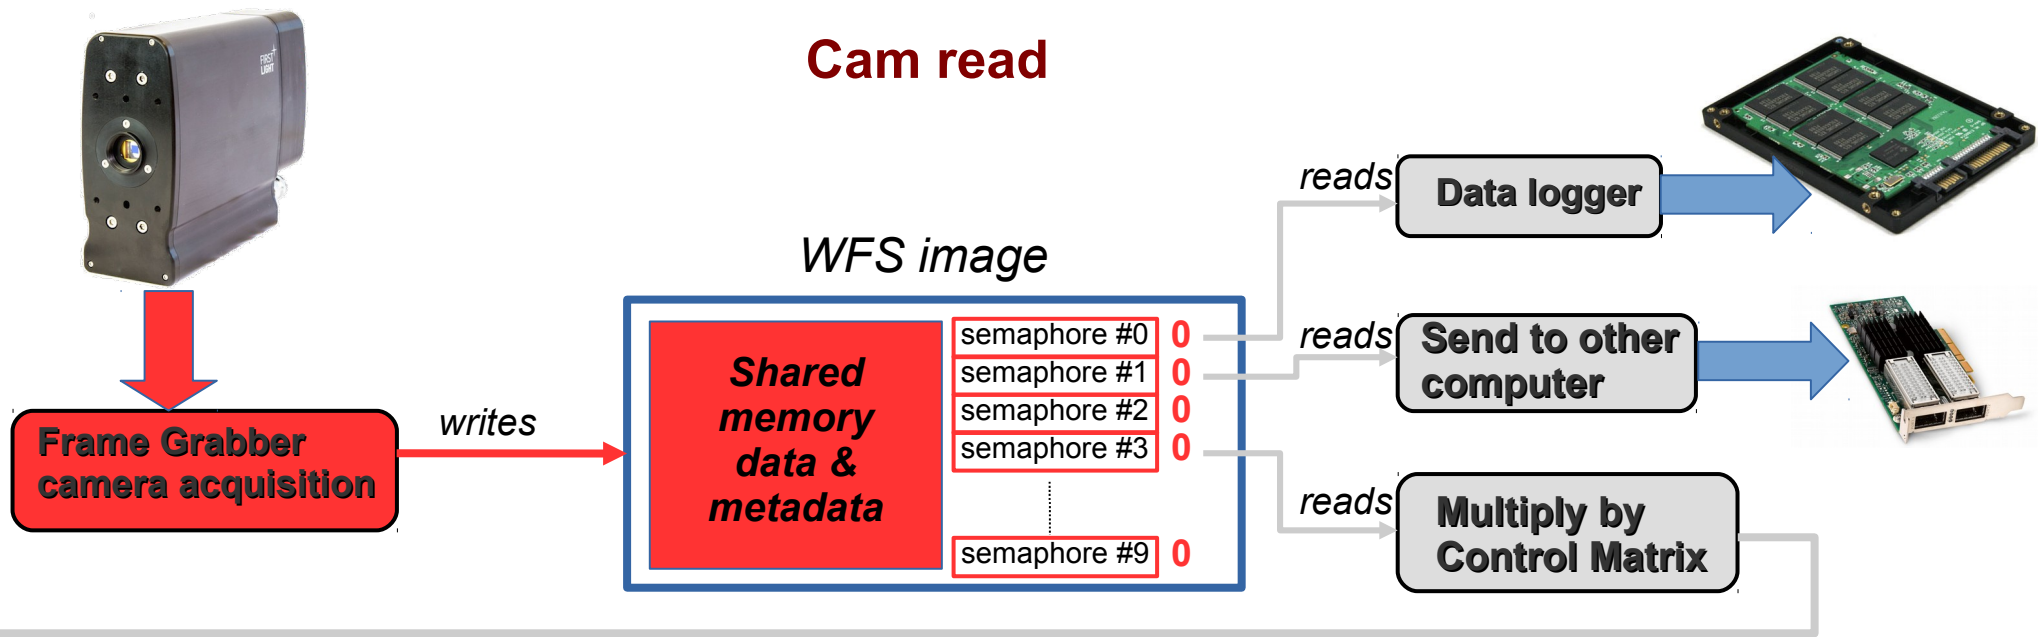 Cam read
FIRST
LIGHT
WFS image
Frame Grabber
camera acquisition
writes
Shared
memory
data &
metadata
semaphore #0 0
semaphore #1 0
semaphore #2 0
semaphore #3 0
semaphore #9 0
reads
Data logger
reads
Send to other
computer
reads
Multiply by
Control Matrix